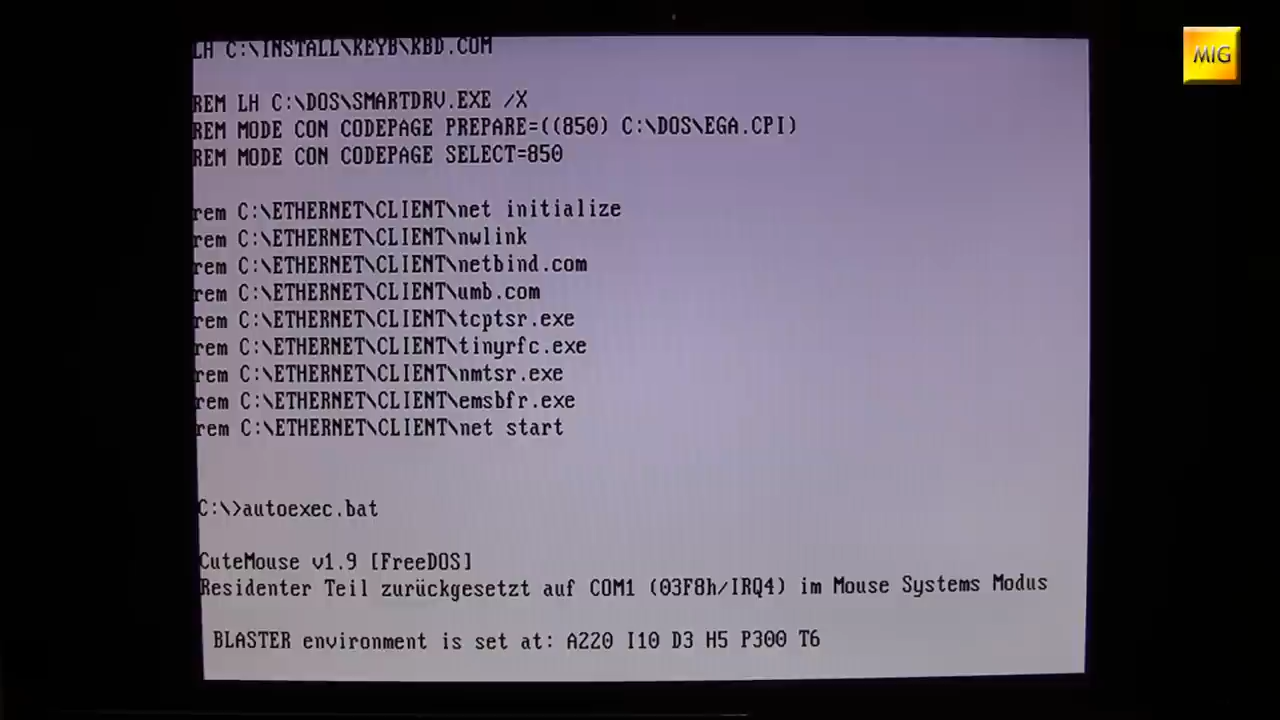 LH C:\INSTALL\KEYB\KBD.COM
REM LH C:\DOS\SMARTDRV.EXE /X
REM MODE CON CODEPAGE PREPARE=((850) C:\DOS\EGA.CPI)
REM MODE CON CODEPAGE SELECT=850
rem C:\ETHERNET\CLIENT\net initialize
rem C:\ETHERNET\CLIENT\nwlink
rem C:\ETHERNET\CLIENT\netbind.com
rem C:\ETHERNET\CLIENT\umb.com
rem C:\ETHERNET\CLIENT\tcptsr.exe
rem C:\ETHERNET\CLIENT\tinyrfc.exe
rem C:\ETHERNET\CLIENT\nmtsr.exe
rem C:\ETHERNET\CLIENT\emsbfr.exe
rem C:\ETHERNET\CLIENT\net start
C:\>autoexec.bat
CuteMouse v1.9 [FreeDOS]
Residenter Teil zurückgesetzt auf COM1 (03F8h/IRQ4) im Mouse Systems Modus
BLASTER environment is set at: A220 I10 D3 H5 P300 T6
MIG